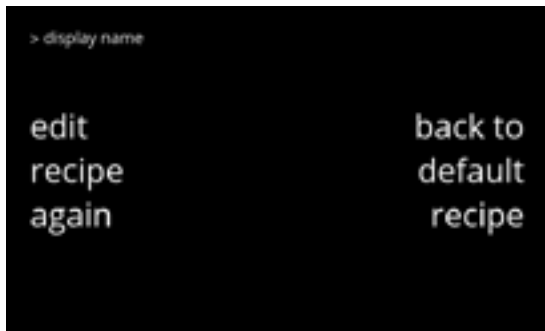 > display name
edit
recipe
again
back to
default
recipe